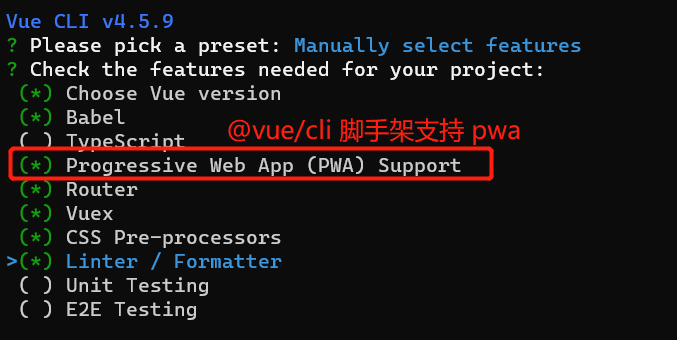 Vue CLI v4.5.9
? Please pick a preset: Manually select features
? Check the features needed for your project:
(*) Choose Vue version
(*) Babel
( ) TypeScript
@vue/cli 脚手架支持 pwa
(*) Progressive Web App (PWA) Support
(*) Router
(*) Vuex
(*) CSS Pre-processors
>(*) Linter / Formatter
( ) Unit Testing
( ) E2E Testing